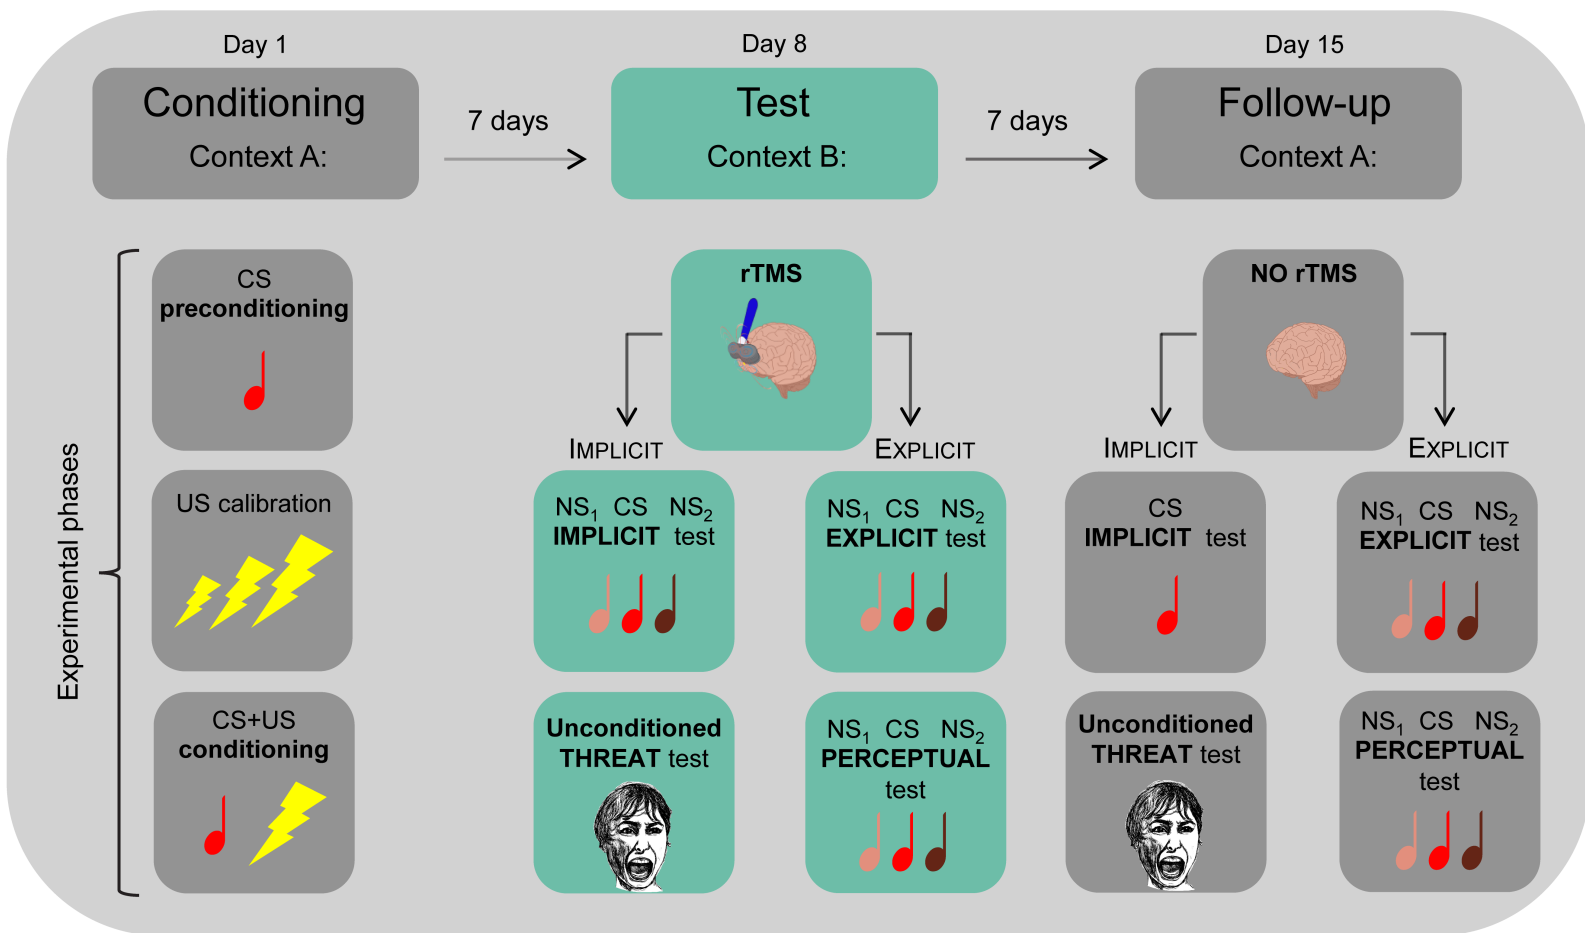 Day 1
Conditioning
Context A:
7 days
Day 8
Test
Context B:
7 days
Day 15
Follow-up
Context A:
Experimental phases
CS
preconditioning
US calibration
CS+US
conditioning
rTMS
IMPLICIT
EXPLICIT
NS1 CS NS2
IMPLICIT test
NS1 CS NS2
EXPLICIT test
Unconditioned
THREAT test
NS1 CS NS2
PERCEPTUAL
test
NO rTMS
IMPLICIT
EXPLICIT
CS
IMPLICIT test
NS1 CS NS2
EXPLICIT test
Unconditioned
THREAT test
NS1 CS NS2
PERCEPTUAL
test